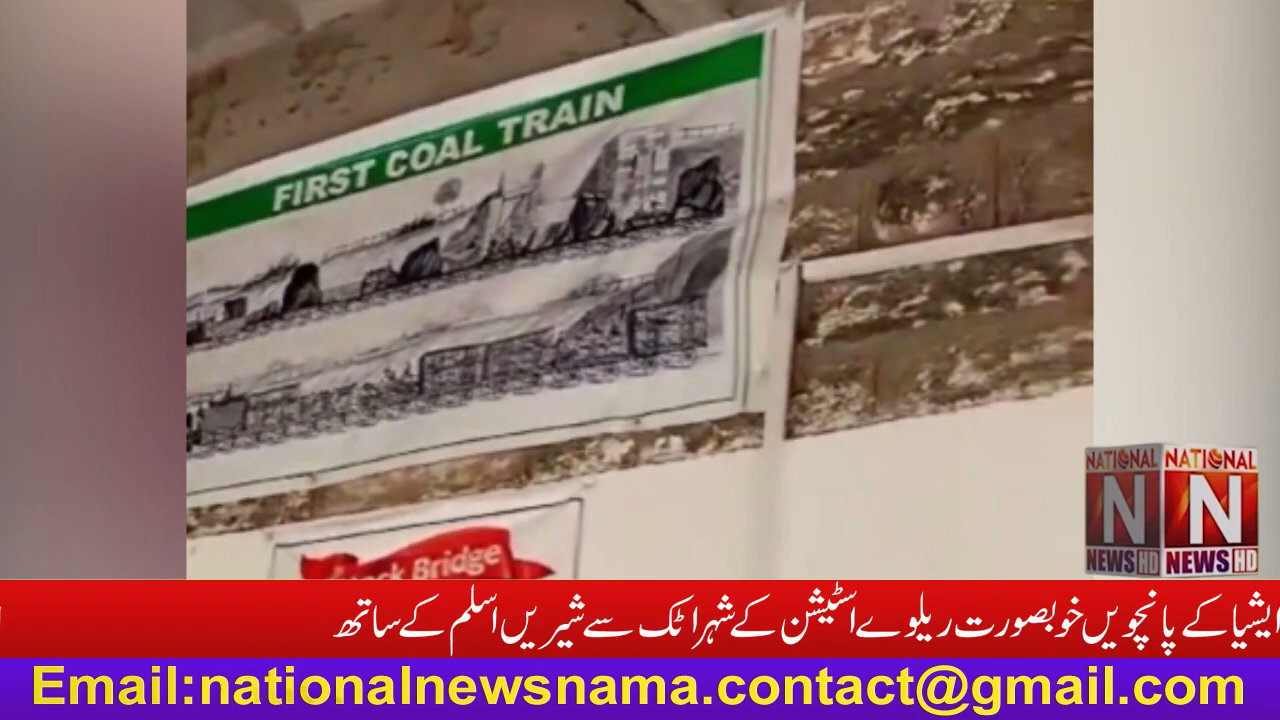 FIRST COAL TRAIN
Bridge
NATIONAL NATIONAL
N N
NEWS HD NEWS HD
ایشیا کے پانچویں خوبصورت ریلوے اسٹیشن کے شہر اٹک سے شیریں اسلم کے ساتھ
Email:nationalnewsnama.contact@gmail.com